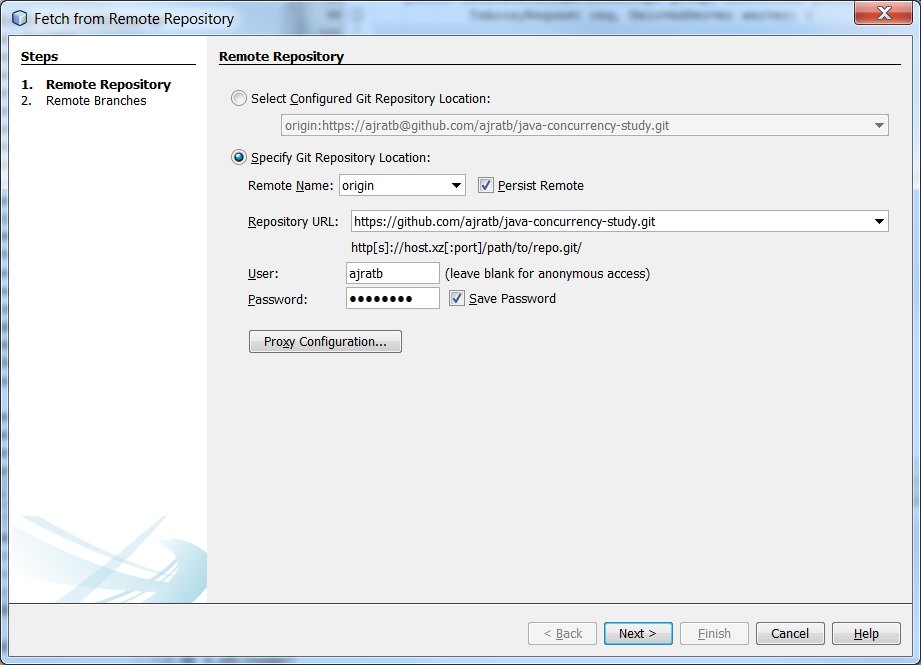 Fetch from Remote Repository
Steps
1. Remote Repository
2. Remote Branches
Remote Repository
Select Configured Git Repository Location:
origin:https://ajratb@github.com/ajratb/java-concurrency-study.git
Specify Git Repository Location:
Remote Name: origin Persist Remote
Repository URL: https://github.com/ajratb/java-concurrency-study.git
http[s]://host.xz[:port]/path/to/repo.git/
User: ajratb (leave blank for anonymous access)
Password: ●●●●●●●● Save Password
Proxy Configuration...
< Back Next > Finish Cancel Help